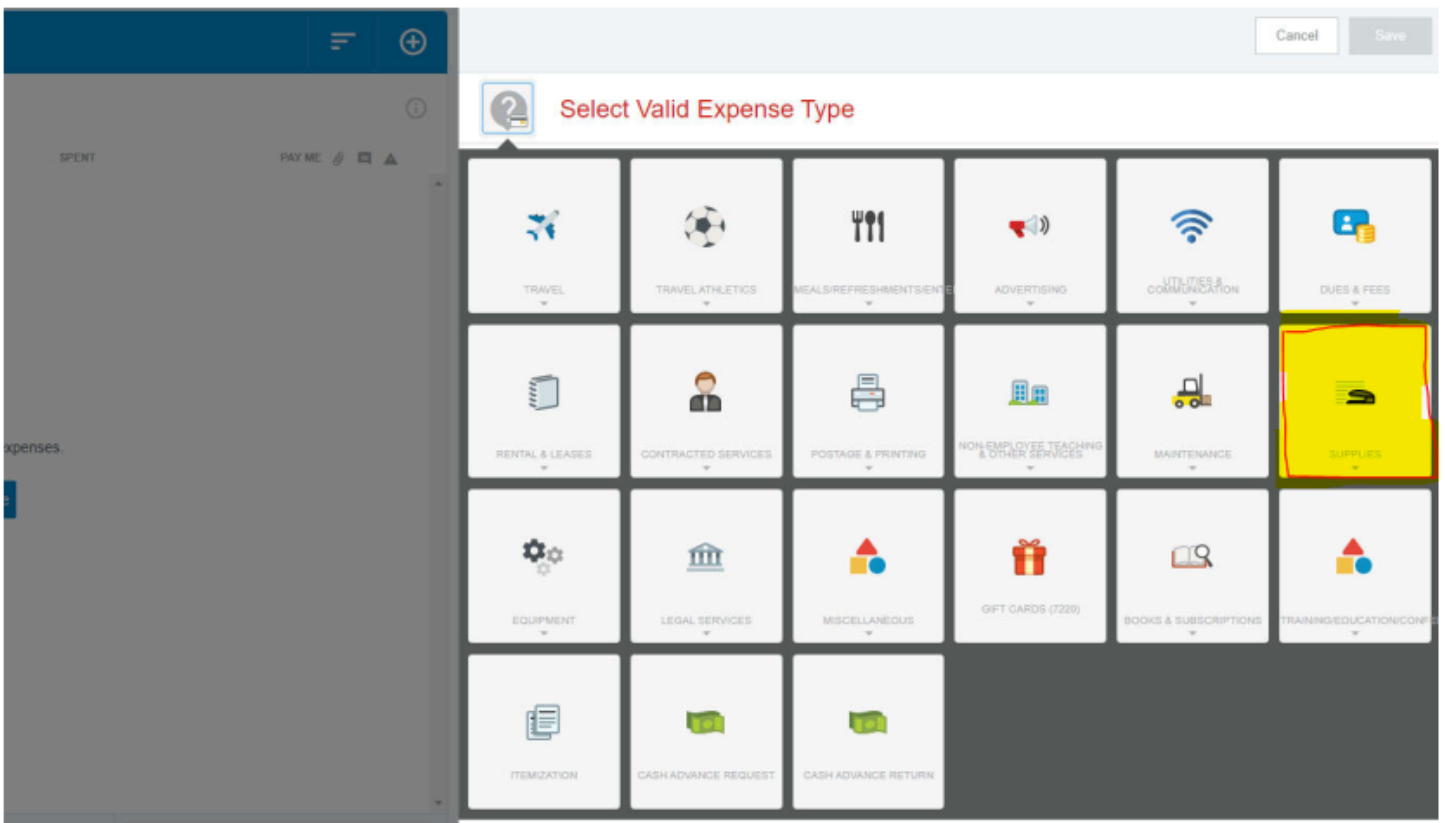 Cancel
Save
Select Valid Expense Type
SPENT
PAY ME
TRAVEL
TRAVEL ATHLETICS
MEALS/REFRESHMENTS/ENTE
ADVERTISING
UTILITIES &
COMMUNICATION
DUES & FEES
RENTAL & LEASES
CONTRACTED SERVICES
POSTAGE & PRINTING
NON-EMPLOYEE TEACHING
& OTHER SERVICES
MAINTENANCE
SUPPLIES
xpenses.
EQUIPMENT
LEGAL SERVICES
MISCELLANEOUS
GIFT CARDS (7220)
BOOKS & SUBSCRIPTIONS
TRAINING/EDUCATION/CONFE
ITEMIZATION
CASH ADVANCE REQUEST
CASH ADVANCE RETURN